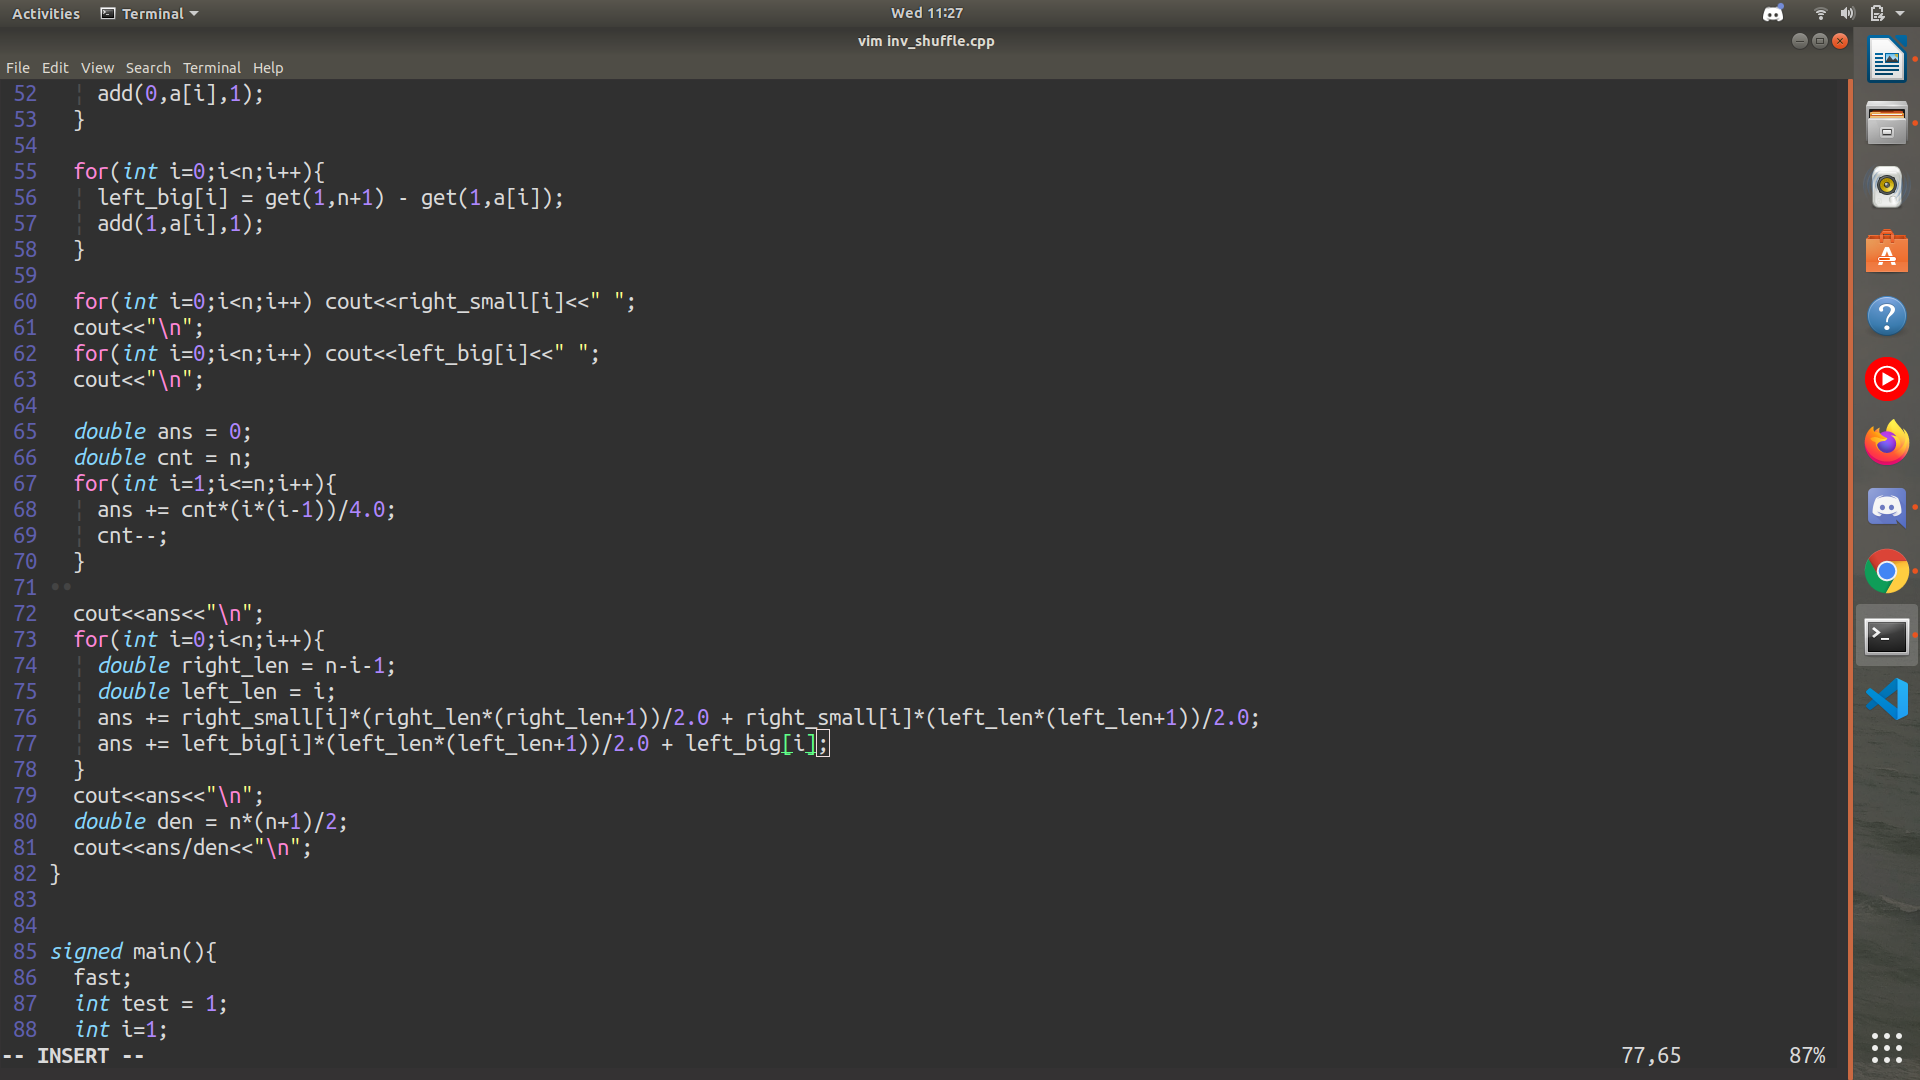 Activities Terminal Wed 11:27
vim inv_shuffle.cpp
File Edit View Search Terminal Help
52 add(0,a[i],1);
53 }
54
55 for(int i=0;i<n;i++){
56 left_big[i] = get(1,n+1) - get(1,a[i]);
57 add(1,a[i],1);
58 }
59
60 for(int i=0;i<n;i++) cout<<right_small[i]<<" ";
61 cout<<"\n";
62 for(int i=0;i<n;i++) cout<<left_big[i]<<" ";
63 cout<<"\n";
64
65 double ans = 0;
66 double cnt = n;
67 for(int i=1;i<=n;i++){
68 ans += cnt*(i*(i-1))/4.0;
69 cnt--;
70 }
71
72 cout<<ans<<"\n";
73 for(int i=0;i<n;i++){
74 double right_len = n-i-1;
75 double left_len = i;
76 ans += right_small[i]*(right_len*(right_len+1))/2.0 + right_small[i]*(left_len*(left_len+1))/2.0;
77 ans += left_big[i]*(left_len*(left_len+1))/2.0 + left_big[i];
78 }
79 cout<<ans<<"\n";
80 double den = n*(n+1)/2;
81 cout<<ans/den<<"\n";
82 }
83
84
85 signed main(){
86 fast;
87 int test = 1;
88 int i=1;
-- INSERT -- 77,65 87%